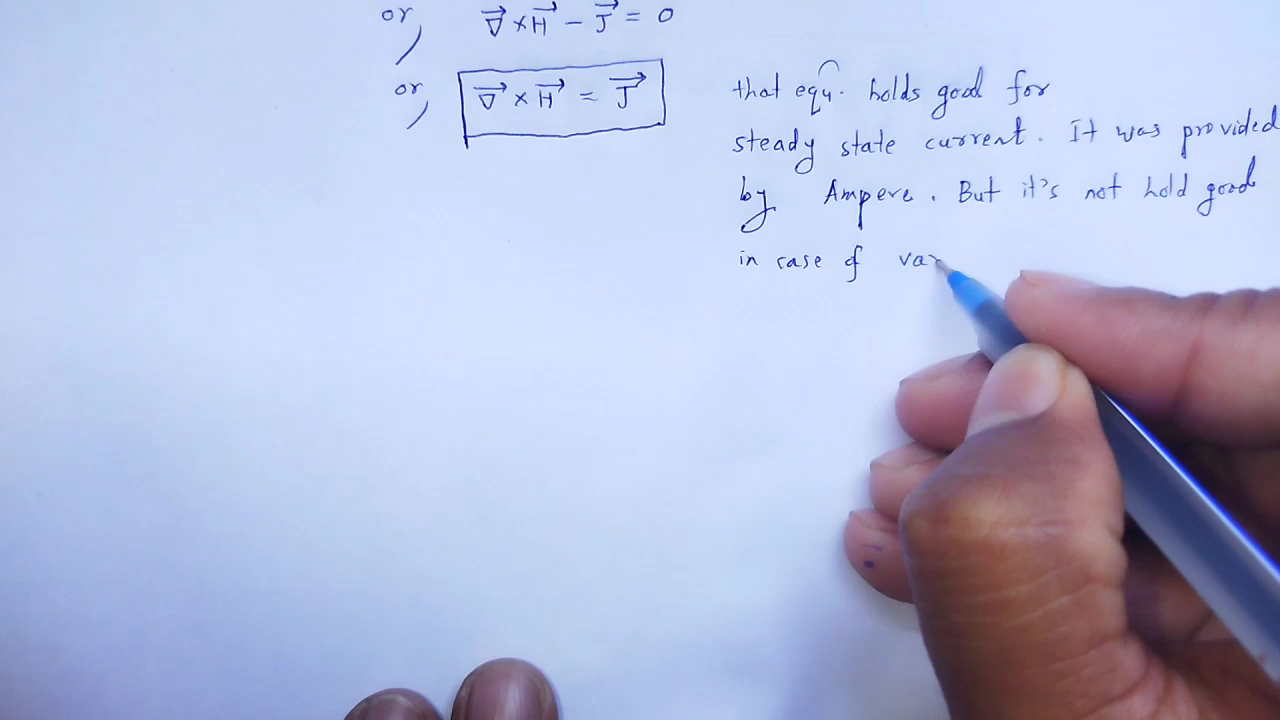 or, ∇⃗ × H⃗ − J⃗ = 0
or, ∇⃗ × H⃗ = J⃗
that equ. holds good for
steady state current. It was provided
by Ampere. But it's not hold good
in case of var